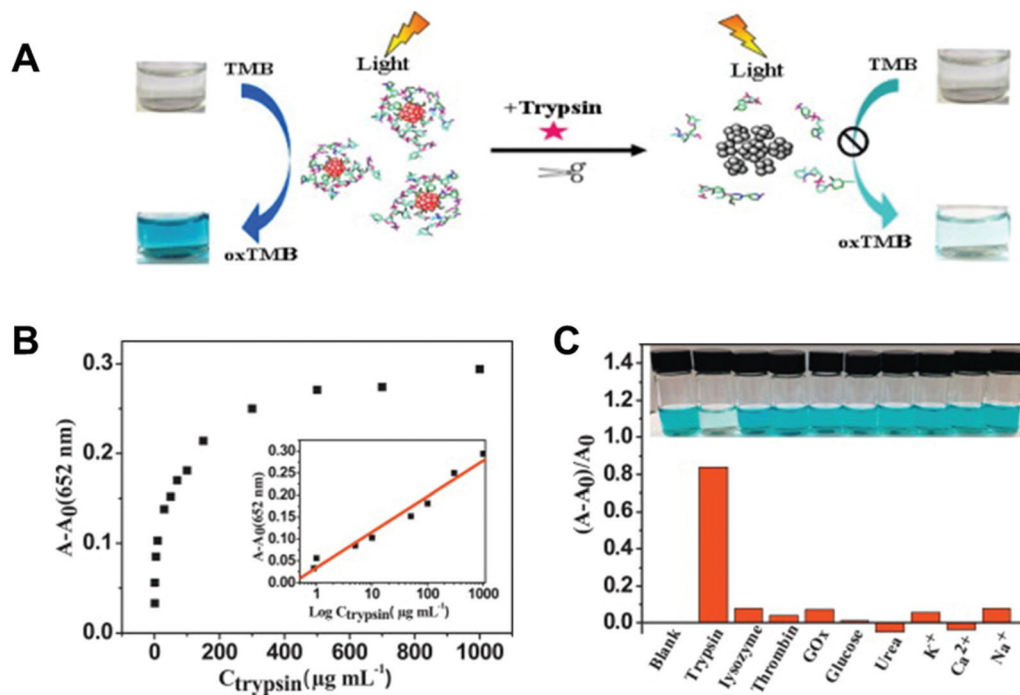 A
TMB
Light
oxTMB
+Trypsin
Light
TMB
oxTMB
B
A-A0(652 nm)
0.3
0.2
0.1
0.0
0
200
400
600
800
1000
Ctrypsin(μg mL-1)
A-A0(652 nm)
0.30
0.25
0.20
0.15
0.10
0.05
0.00
1
10
100
1000
Log Ctrypsin(μg mL-1)
C
(A-A0)/A0
1.4
1.2
1.0
0.8
0.6
0.4
0.2
0.0
Blank
Trypsin
lysozyme
Thrombin
GOx
Glucose
Urea
K+
Ca 2+
Na+